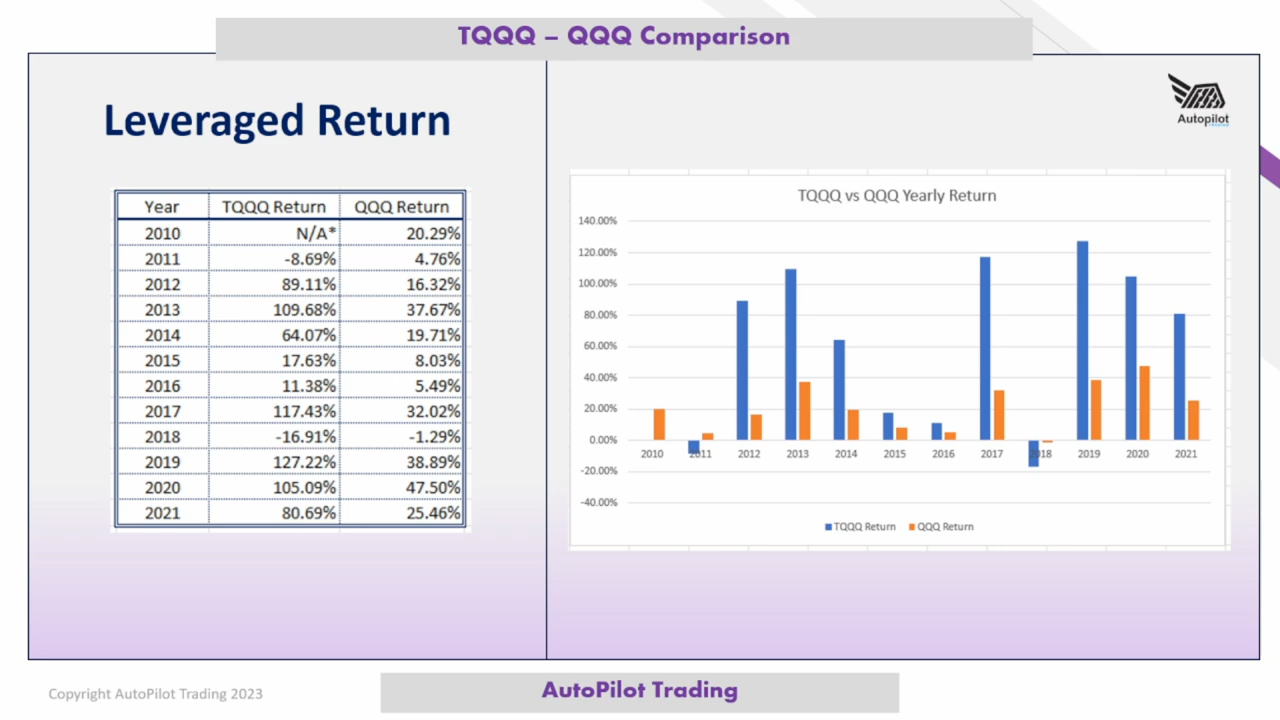 TQQQ – QQQ Comparison
Leveraged Return
Autopilot
TRADING
Year TQQQ Return QQQ Return
2010 N/A* 20.29%
2011 -8.69% 4.76%
2012 89.11% 16.32%
2013 109.68% 37.67%
2014 64.07% 19.71%
2015 17.63% 8.03%
2016 11.38% 5.49%
2017 117.43% 32.02%
2018 -16.91% -1.29%
2019 127.22% 38.89%
2020 105.09% 47.50%
2021 80.69% 25.46%
TQQQ vs QQQ Yearly Return
140.00%
120.00%
100.00%
80.00%
60.00%
40.00%
20.00%
0.00%
2010 2011 2012 2013 2014 2015 2016 2017 2018 2019 2020 2021
-20.00%
-40.00%
TQQQ Return QQQ Return
Copyright AutoPilot Trading 2023
AutoPilot Trading